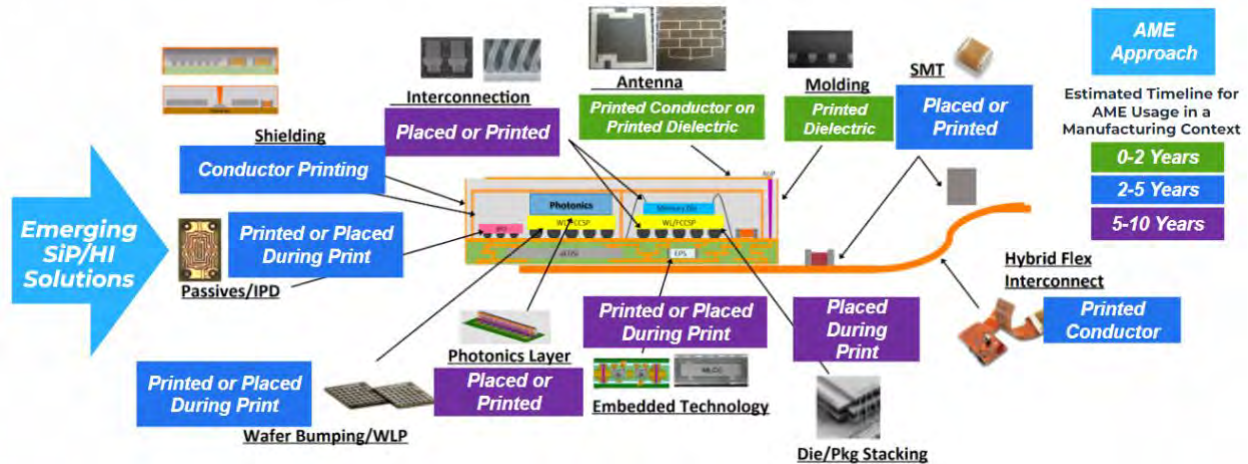 Emerging
SiP/HI
Solutions
Shielding
Conductor Printing
Interconnection
Placed or Printed
Antenna
Printed Conductor on
Printed Dielectric
Molding
Printed
Dielectric
SMT
Placed or
Printed
AME
Approach
Estimated Timeline for
AME Usage in a
Manufacturing Context
0-2 Years
2-5 Years
5-10 Years
Printed or Placed
During Print
Passives/IPD
Photonics
Memory Die
WL/FCCSP
EPS
Hybrid Flex
Interconnect
Printed
Conductor
Printed or Placed
During Print
Wafer Bumping/WLP
Photonics Layer
Placed or
Printed
Printed or Placed
During Print
MLCC
Embedded Technology
Placed
During
Print
Die/Pkg Stacking